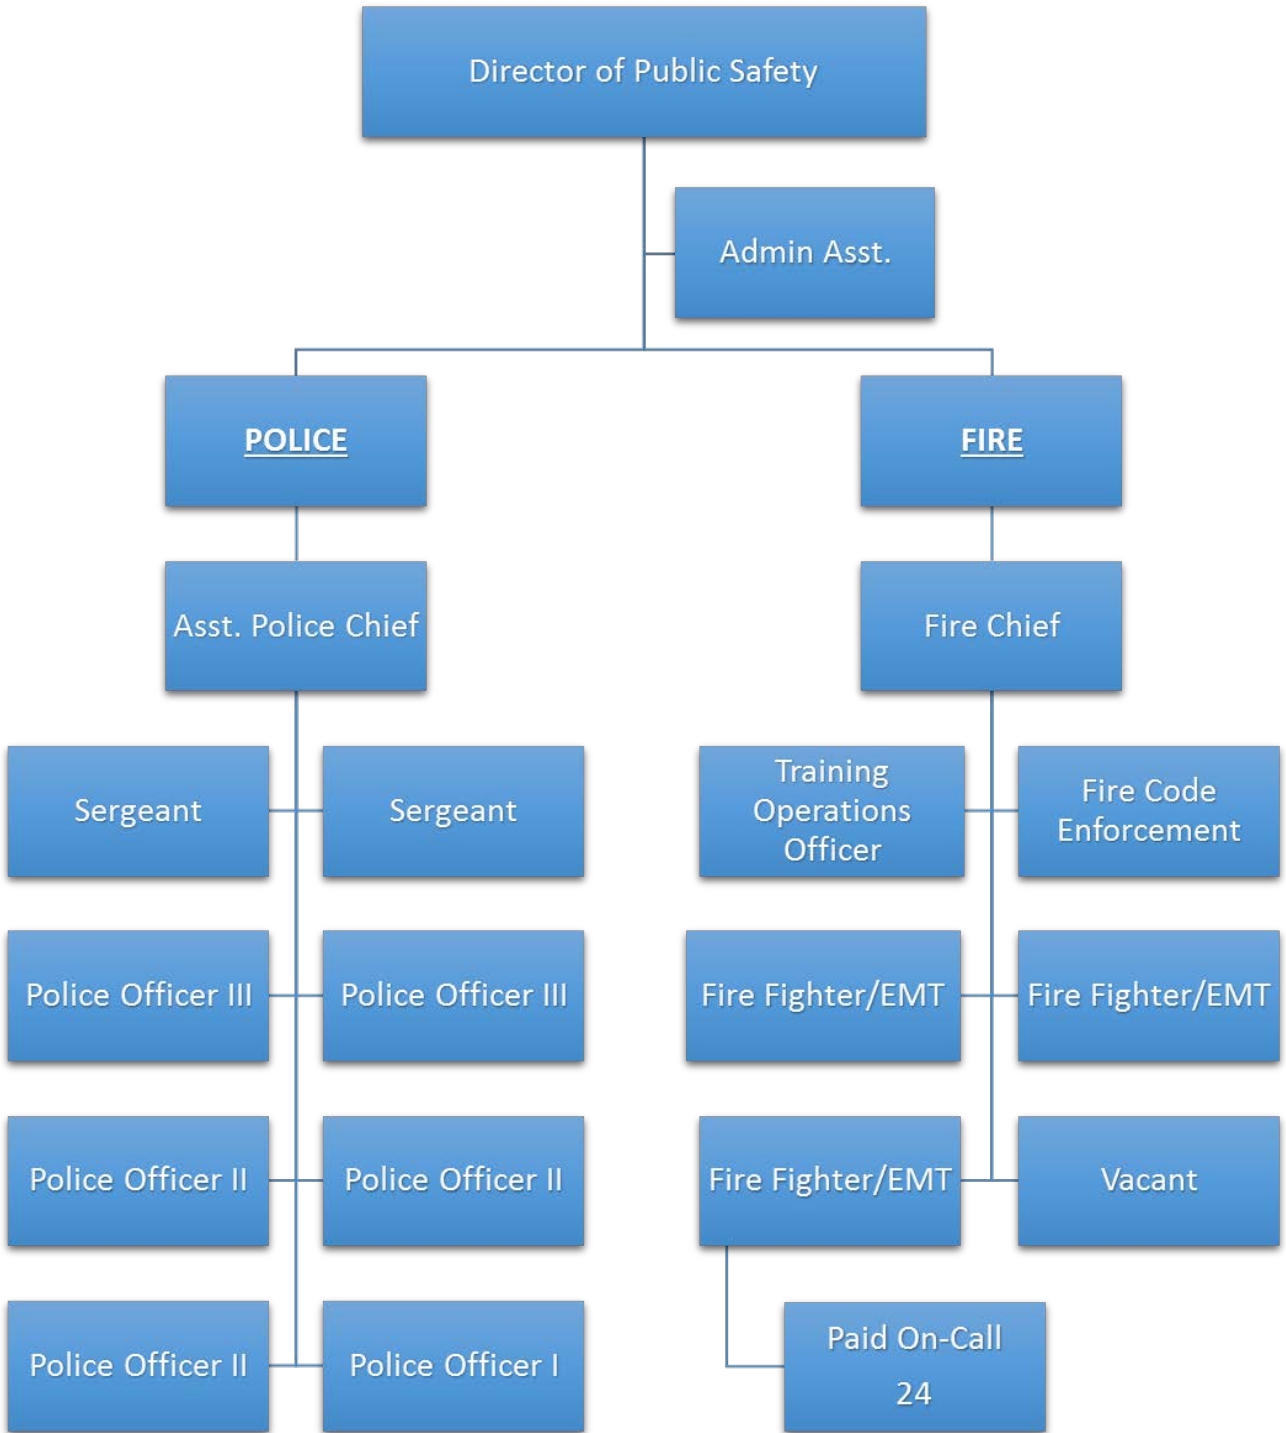 Director of Public Safety
Admin Asst.
POLICE
FIRE
Asst. Police Chief
Fire Chief
Sergeant
Sergeant
Training
Operations
Officer
Fire Code
Enforcement
Police Officer III
Police Officer III
Fire Fighter/EMT
Fire Fighter/EMT
Police Officer II
Police Officer II
Fire Fighter/EMT
Vacant
Police Officer II
Police Officer I
Paid On-Call
24